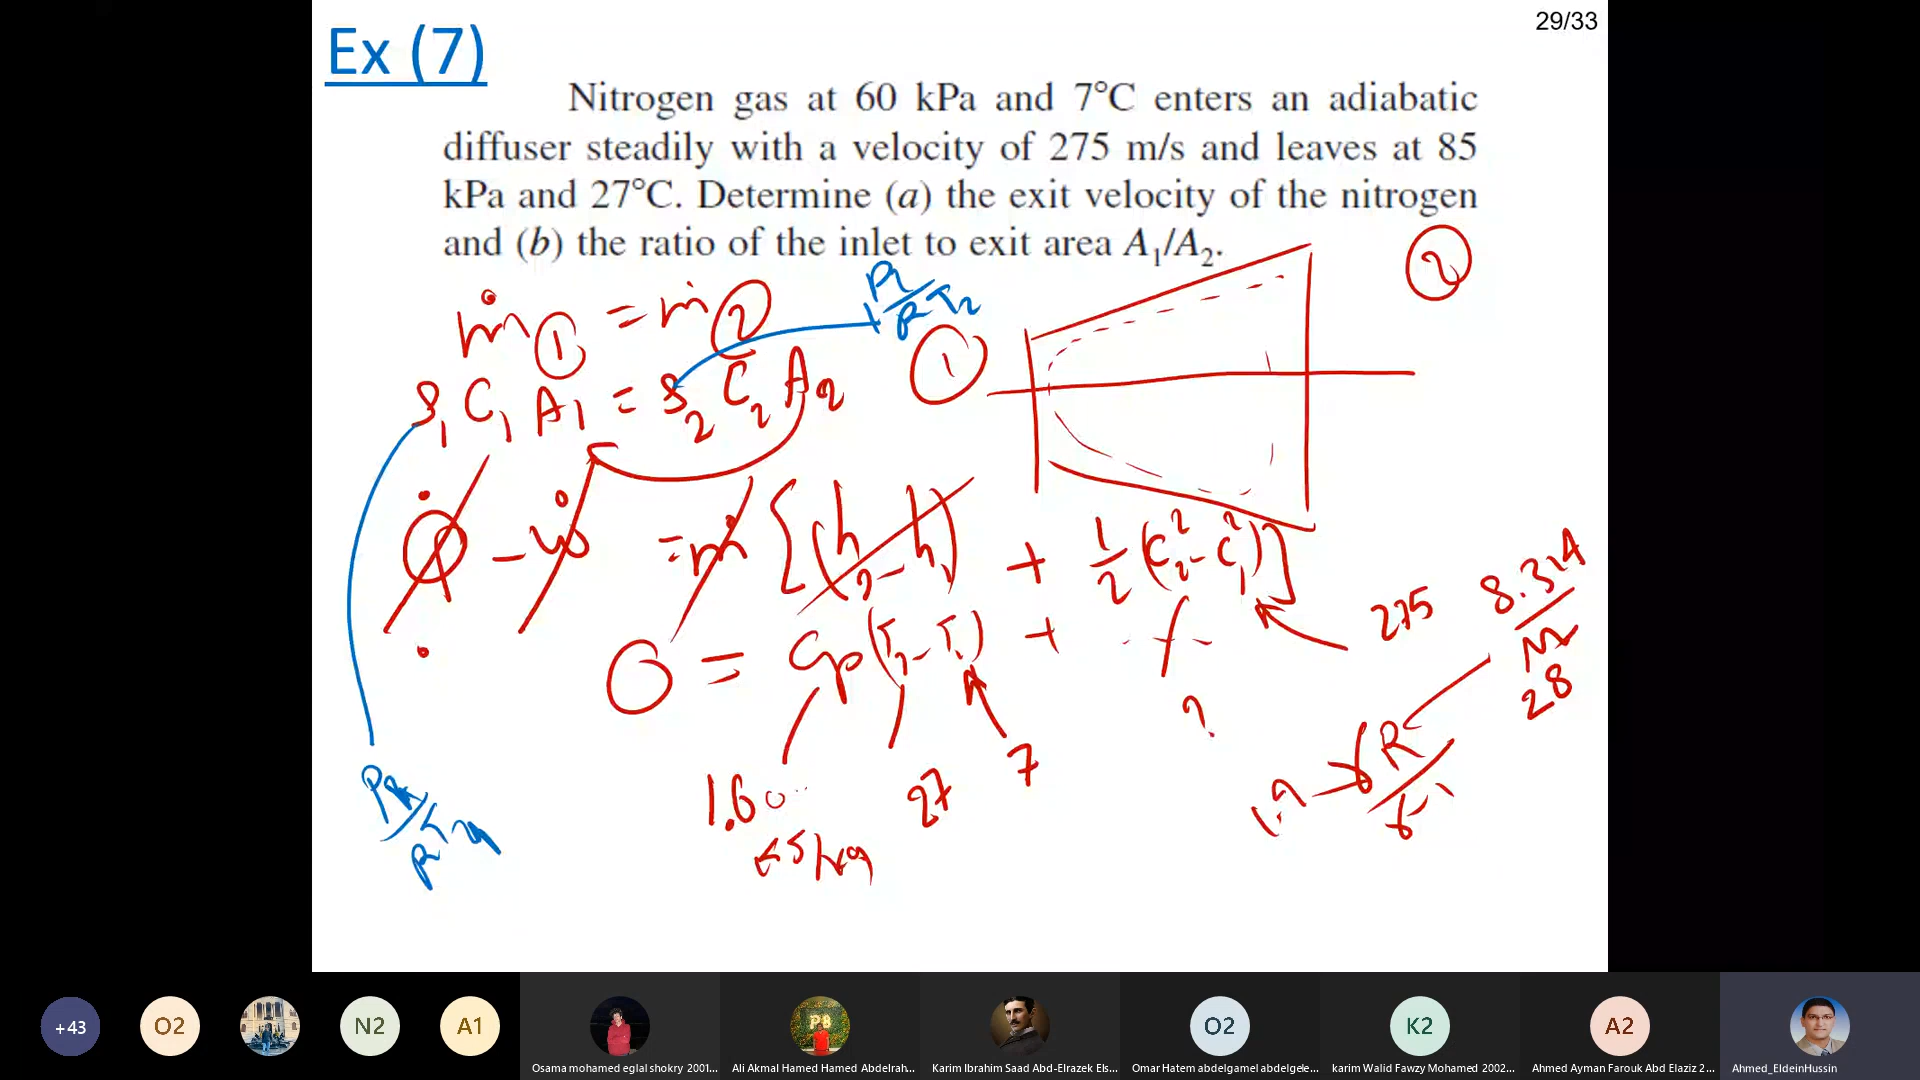 29/33
Ex (7)
Nitrogen gas at 60 kPa and 7°C enters an adiabatic
diffuser steadily with a velocity of 275 m/s and leaves at 85
kPa and 27°C. Determine (a) the exit velocity of the nitrogen
and (b) the ratio of the inlet to exit area A₁/A₂.
ṁ ① = ṁ ②
P₂/RT₂
①
②
ρ₁ C₁ A₁ = ρ₂ C₂ A₂
Q̇ - ẇ = ṁ [(h₂ - h₁) + 1/2 (C₂² - C₁²)]
275
8.314/M
28
0 = Cp (T₂ - T₁) +
?
27
7
+43
O2
N2
A1
O2
K2
A2
Osama mohamed eglal shokry 2001...
Ali Akmal Hamed Hamed Abdelrah...
Karim Ibrahim Saad Abd-Elrazek Els...
Omar Hatem abdelgamel abdelgele...
karim Walid Fawzy Mohamed 2002...
Ahmed Ayman Farouk Abd Elaziz 2...
Ahmed_EldeinHussin